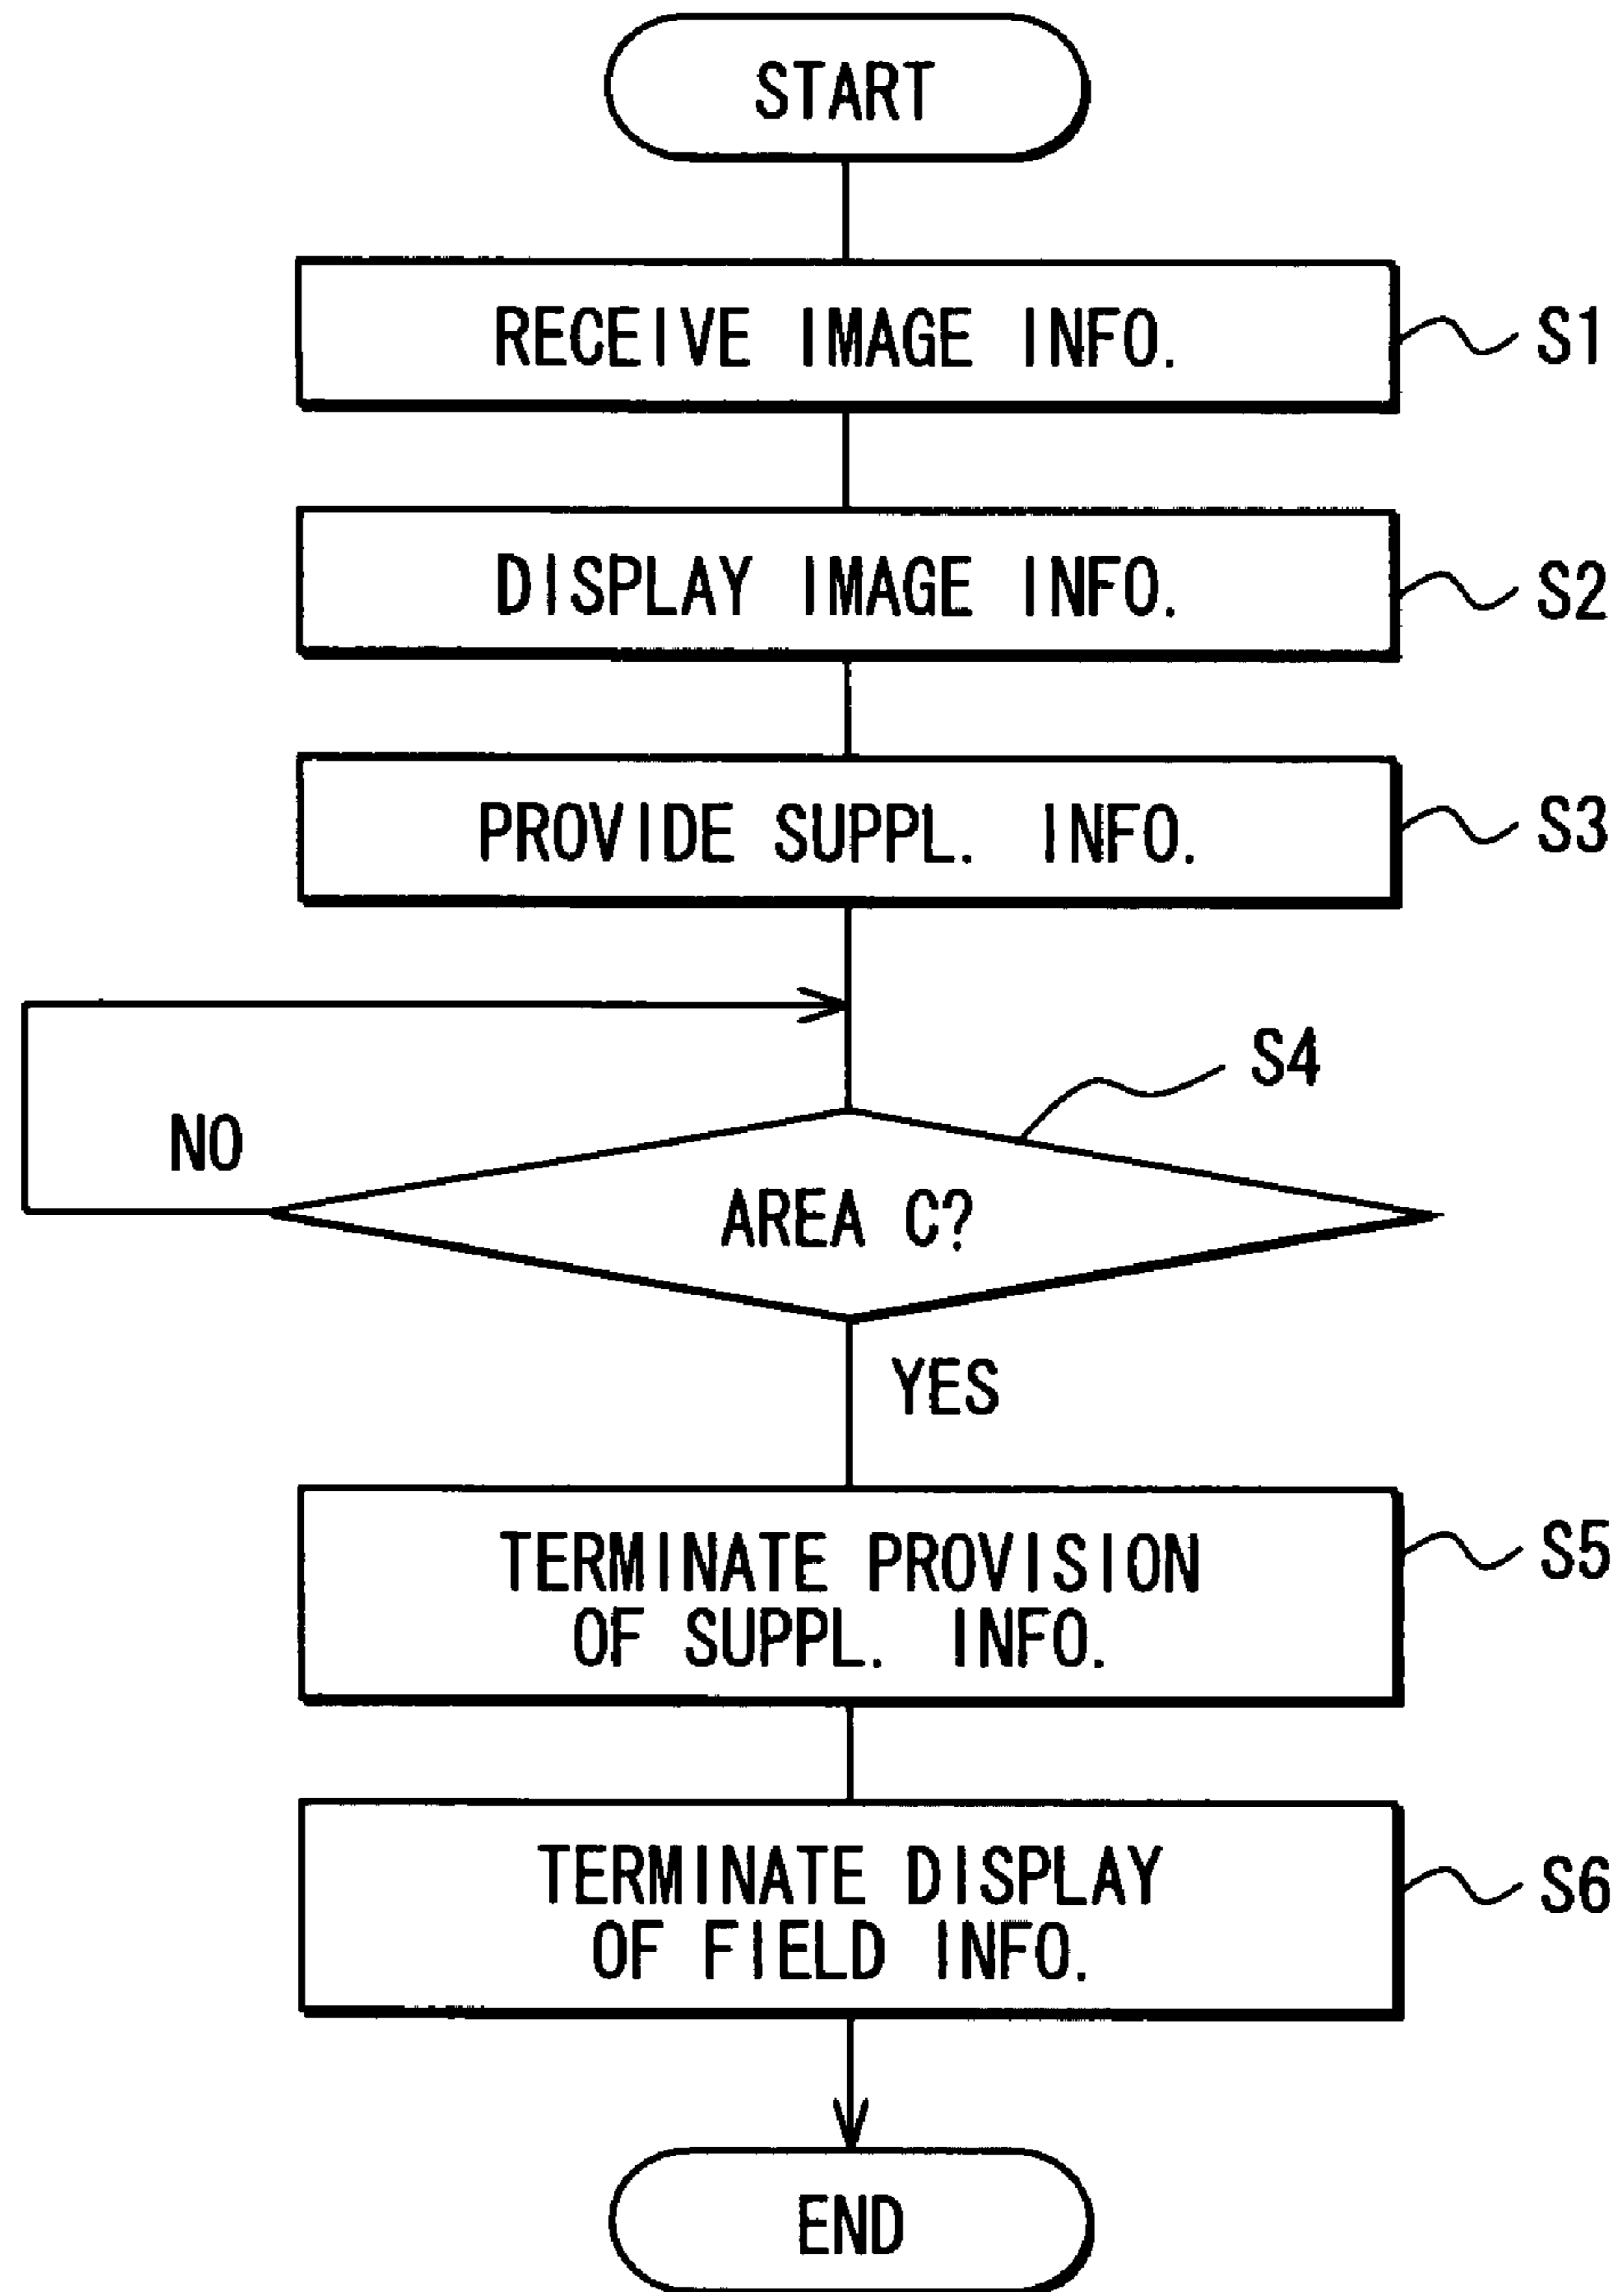 START
RECEIVE IMAGE INFO.
S1
DISPLAY IMAGE INFO.
S2
PROVIDE SUPPL. INFO.
S3
S4
NO
AREA C?
YES
TERMINATE PROVISION
OF SUPPL. INFO.
S5
TERMINATE DISPLAY
OF FIELD INFO.
S6
END